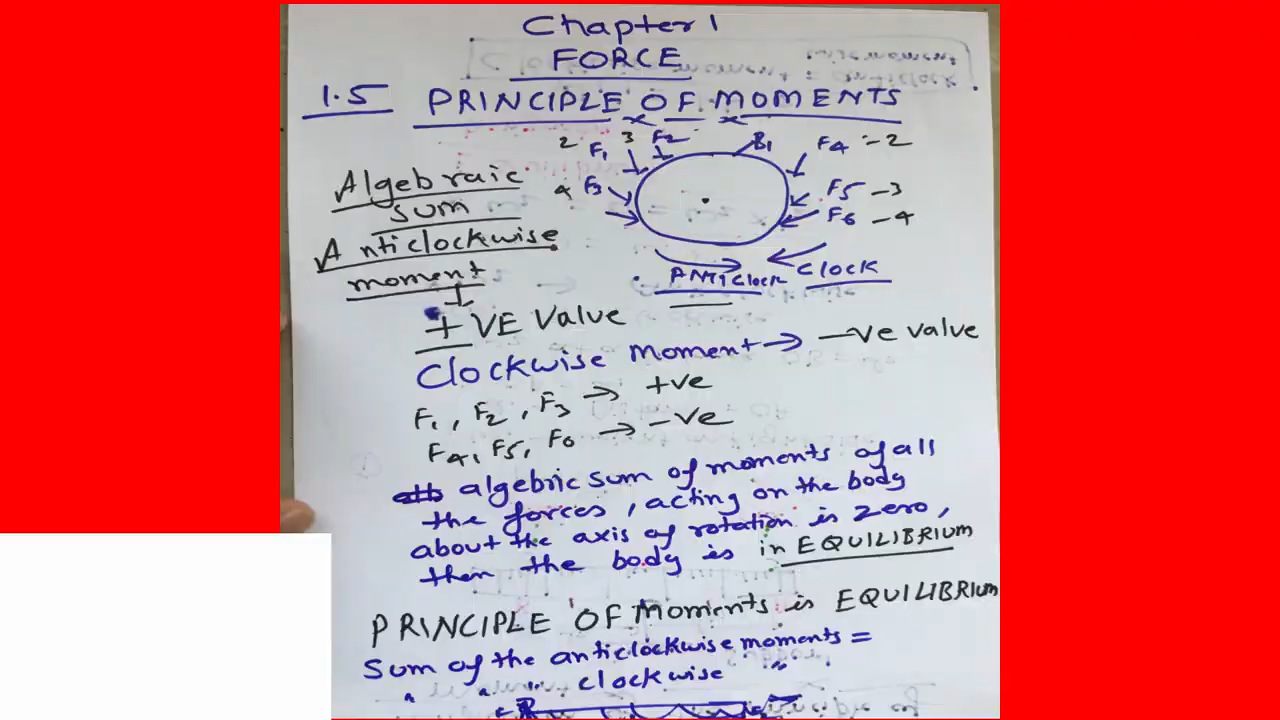 Chapter 1
FORCE
1.5 PRINCIPLE OF MOMENTS
2 F1 3 F2 B1 F4 -2
4 F3 F5 -3
F6 -4
Algebraic
sum
Anticlockwise
moment
ANTIClock Clock
+VE Value
Clockwise moment → -ve value
F1, F2, F3 → +ve
F4, F5, F6 → -ve
algebric sum of moments of all
the forces, acting on the body
about the axis of rotation is zero,
then the body is in EQUILIBRIUM
PRINCIPLE OF Moments is EQUILIBRIUM
Sum of the anticlockwise moments =
" " " clockwise "